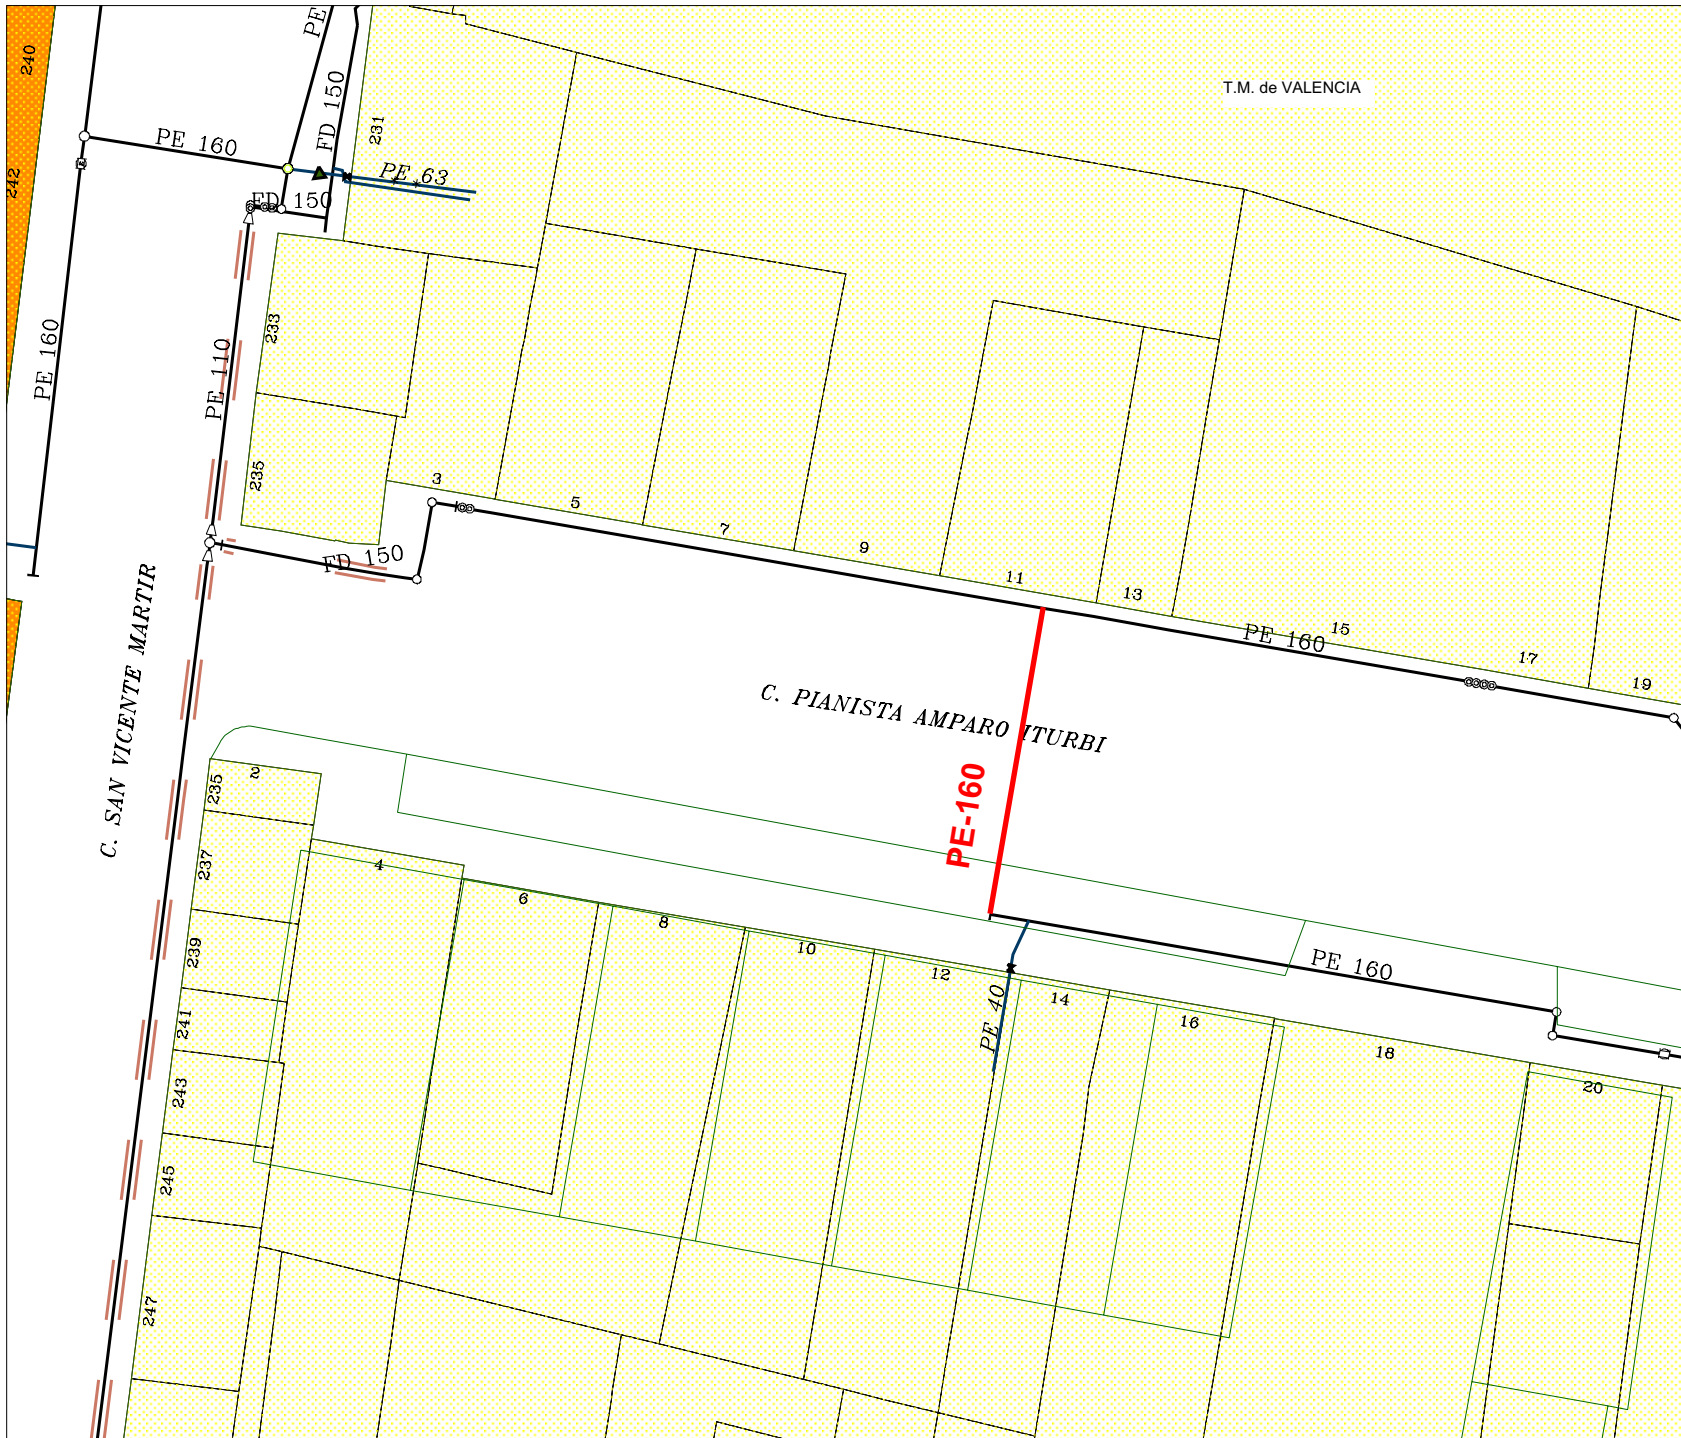 240
PE
FD 150
T.M. de VALENCIA
231
PE 160
PE 63
242
FD 150
233
PE 160
PE 110
235
3
5
7
9
11
13
15
17
19
FD 150
PE 160
C. SAN VICENTE MARTIR
C. PIANISTA AMPARO ITURBI
PE-160
2
235
4
237
6
8
10
12
14
16
18
20
239
PE 160
PE 40
241
243
245
247